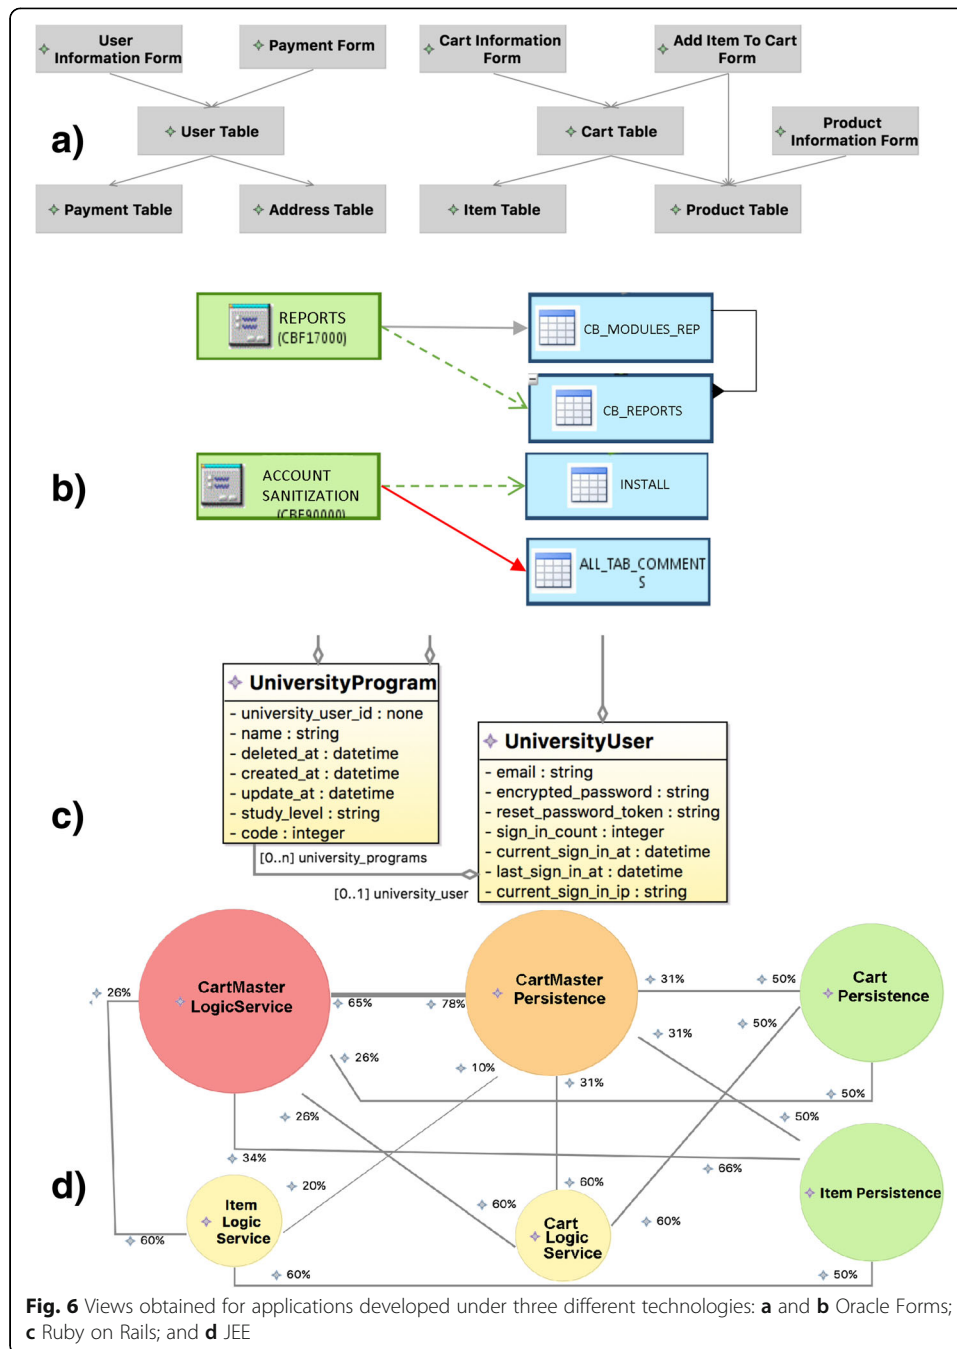 User
Information Form
Payment Form
Cart Information
Form
Add Item To Cart
Form
a)
User Table
Cart Table
Product
Information Form
Payment Table
Address Table
Item Table
Product Table
REPORTS
(CBF17000)
CB_MODULES_REP
CB_REPORTS
b)
ACCOUNT
SANITIZATION
(CBF90000)
INSTALL
ALL_TAB_COMMENT
S
UniversityProgram
- university_user_id : none
- name : string
- deleted_at : datetime
- created_at : datetime
- update_at : datetime
- study_level : string
- code : integer
c)
UniversityUser
- email : string
- encrypted_password : string
- reset_password_token : string
- sign_in_count : integer
- current_sign_in_at : datetime
- last_sign_in_at : datetime
- current_sign_in_ip : string
[0..n] university_programs
[0..1] university_user
CartMaster
LogicService
CartMaster
Persistence
Cart
Persistence
26%
65%
78%
31%
50%
50%
31%
26%
10%
31%
50%
26%
50%
34%
66%
d)
20%
60%
Item
Logic
Service
60%
Cart
Logic
Service
60%
Item Persistence
60%
60%
50%
Fig. 6 Views obtained for applications developed under three different technologies: a and b Oracle Forms;
c Ruby on Rails; and d JEE